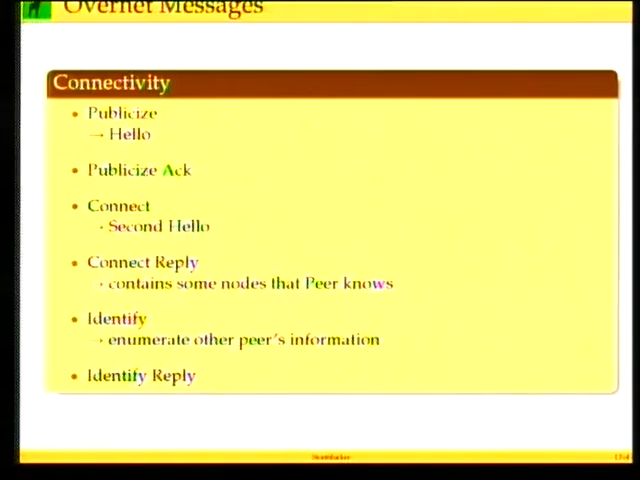 Overnet Messages
Connectivity
• Publicize
→ Hello
• Publicize Ack
• Connect
→ Second Hello
• Connect Reply
→ contains some nodes that Peer knows
• Identify
→ enumerate other peer's information
• Identify Reply